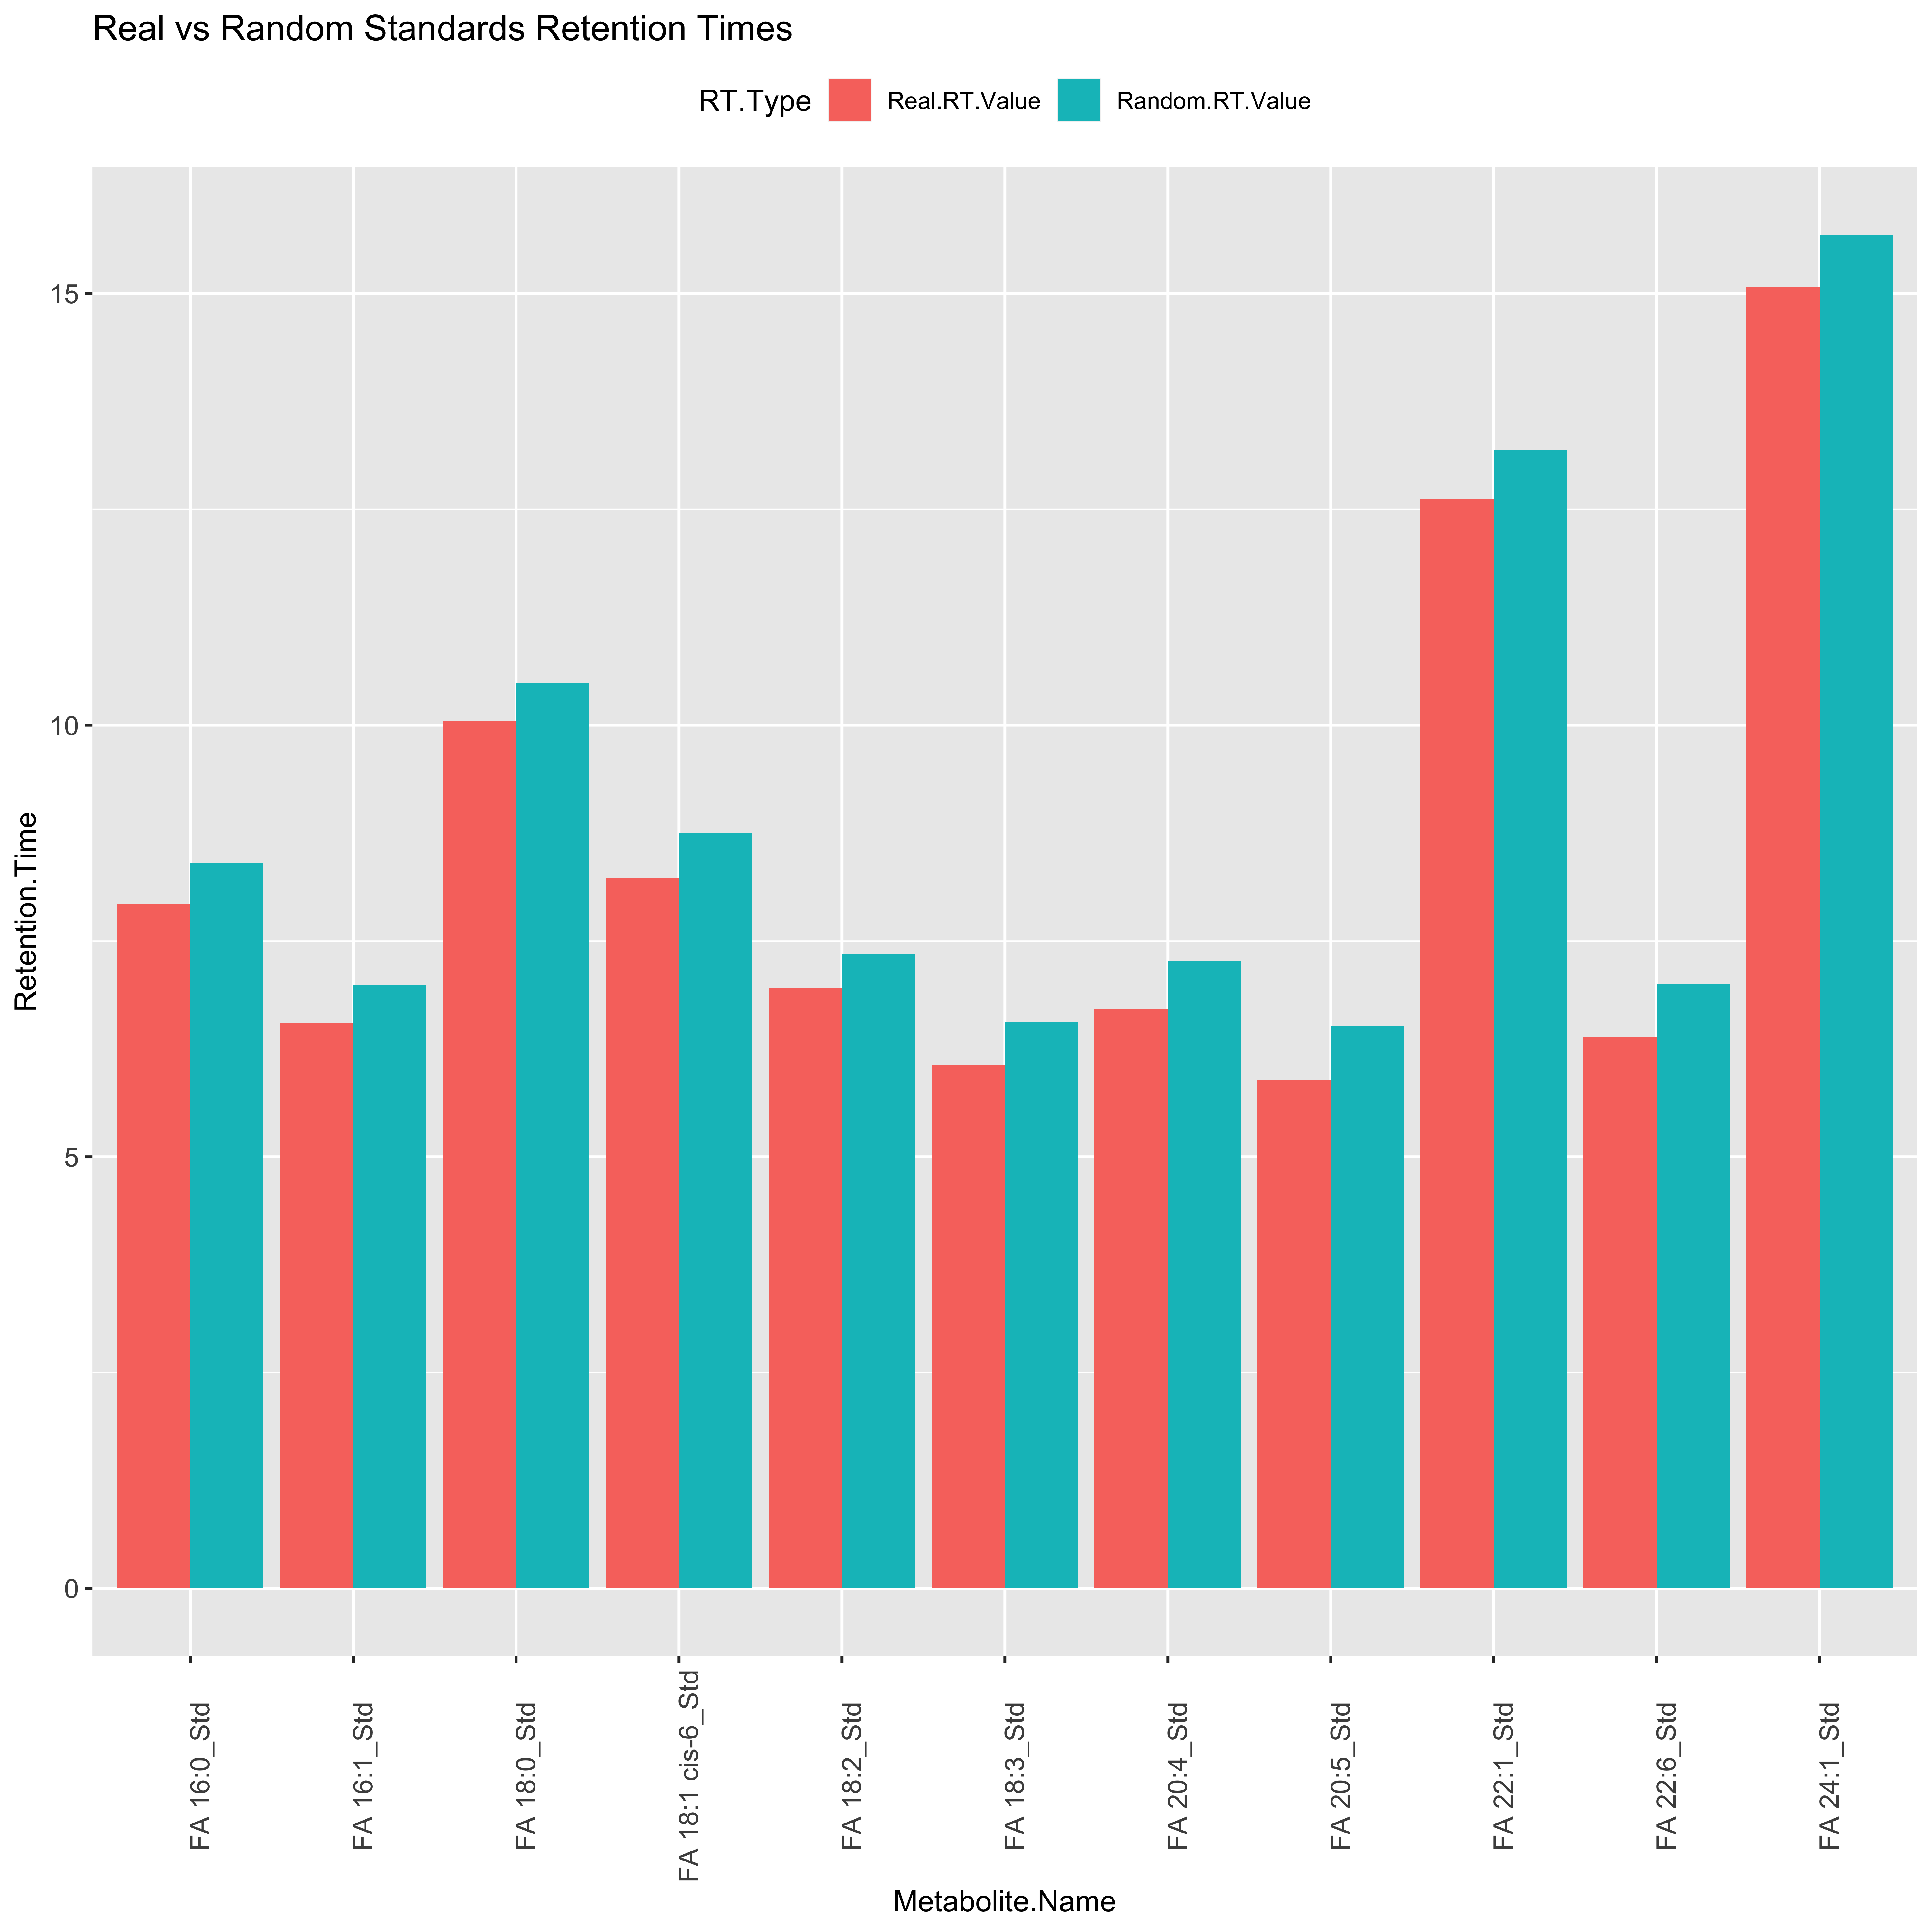 Real vs Random Standards Retention Times
RT.Type Real.RT.Value Random.RT.Value
Retention.Time
15
10
5
0
FA 16:0_Std
FA 16:1_Std
FA 18:0_Std
FA 18:1 cis-6_Std
FA 18:2_Std
FA 18:3_Std
FA 20:4_Std
FA 20:5_Std
FA 22:1_Std
FA 22:6_Std
FA 24:1_Std
Metabolite.Name